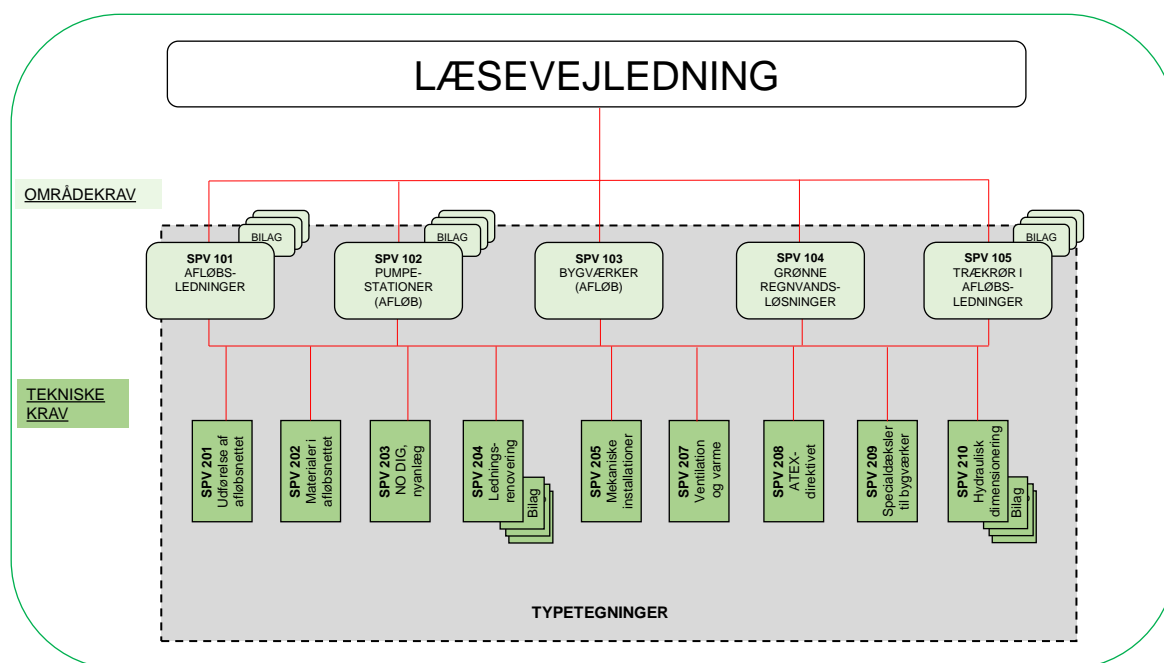 LÆSEVEJLEDNING
OMRÅDEKRAV
BILAG
SPV 101
AFLØBS-
LEDNINGER
BILAG
SPV 102
PUMPE-
STATIONER
(AFLØB)
SPV 103
BYGVÆRKER
(AFLØB)
SPV 104
GRØNNE
REGNVANDS-
LØSNINGER
BILAG
SPV 105
TRÆKRØR I
AFLØBS-
LEDNINGER
TEKNISKE
KRAV
SPV 201
Udførelse af
afløbsnettet
SPV 202
Materialer i
afløbsnettet
SPV 203
NO DIG,
nyanlæg
SPV 204
Lednings-
renovering
Bilag
SPV 205
Mekaniske
installationer
SPV 207
Ventilation
og varme
SPV 208
ATEX-
direktivet
SPV 209
Specialdæksler
til bygværker
SPV 210
Hydraulisk
dimensionering
Bilag
TYPETEGNINGER